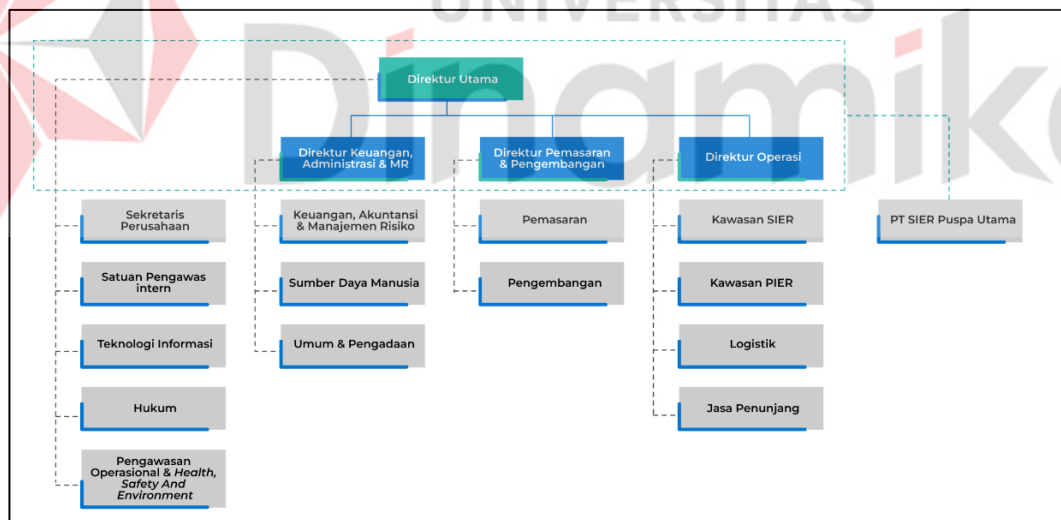 UNIVERSITAS
Dinamika
Direktur Utama
Direktur Keuangan,
Administrasi & MR
Direktur Pemasaran
& Pengembangan
Direktur Operasi
Sekretaris
Perusahaan
Satuan Pengawas
intern
Teknologi Informasi
Hukum
Pengawasan
Operasional & Health,
Safety And
Environment
Keuangan, Akuntansi
& Manajemen Risiko
Sumber Daya Manusia
Umum & Pengadaan
Pemasaran
Pengembangan
Kawasan SIER
Kawasan PIER
Logistik
Jasa Penunjang
PT SIER Puspa Utama